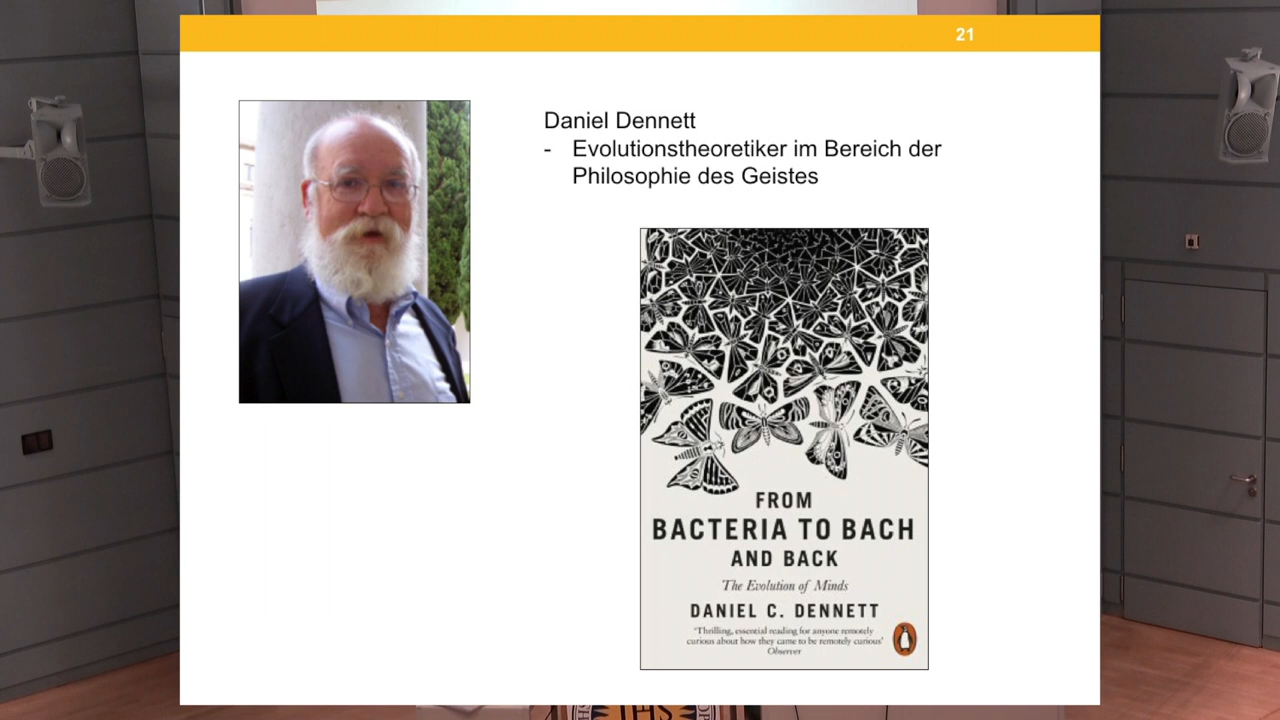 21
Daniel Dennett
- Evolutionstheoretiker im Bereich der
Philosophie des Geistes
FROM
BACTERIA TO BACH
AND BACK
The Evolution of Minds
DANIEL C. DENNETT
‘Thrilling, essential reading for anyone remotely
curious about how they came to be remotely curious’
Observer
IHS